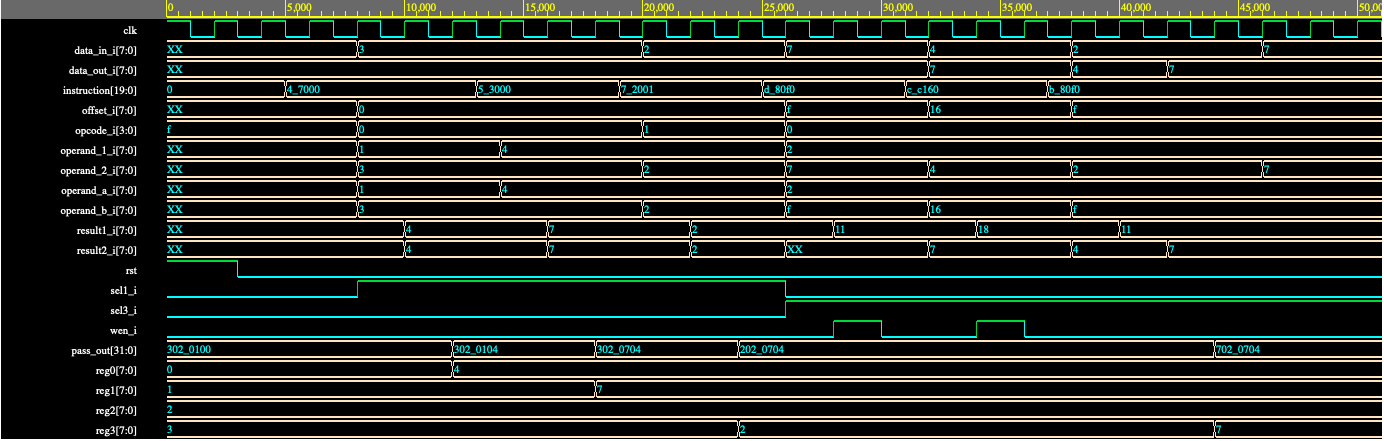 0 5,000 10,000 15,000 20,000 25,000 30,000 35,000 40,000 45,000 50,0
clk
data_in_i[7:0] XX 3 2 7 4 2 7
data_out_i[7:0] XX 7 4 7
instruction[19:0] 0 4_7000 5_3000 7_2001 d_80f0 c_c160 b_80f0
offset_i[7:0] XX 0 f 16 f
opcode_i[3:0] f 0 1 0
operand_1_i[7:0] XX 1 4 2
operand_2_i[7:0] XX 3 2 7 4 2 7
operand_a_i[7:0] XX 1 4 2
operand_b_i[7:0] XX 3 2 f 16 f
result1_i[7:0] XX 4 7 2 11 18 11
result2_i[7:0] XX 4 7 2 XX 7 4 7
rst
sel1_i
sel3_i
wen_i
pass_out[31:0] 302_0100 302_0104 302_0704 202_0704 702_0704
reg0[7:0] 0 4
reg1[7:0] 1 7
reg2[7:0] 2
reg3[7:0] 3 2 7